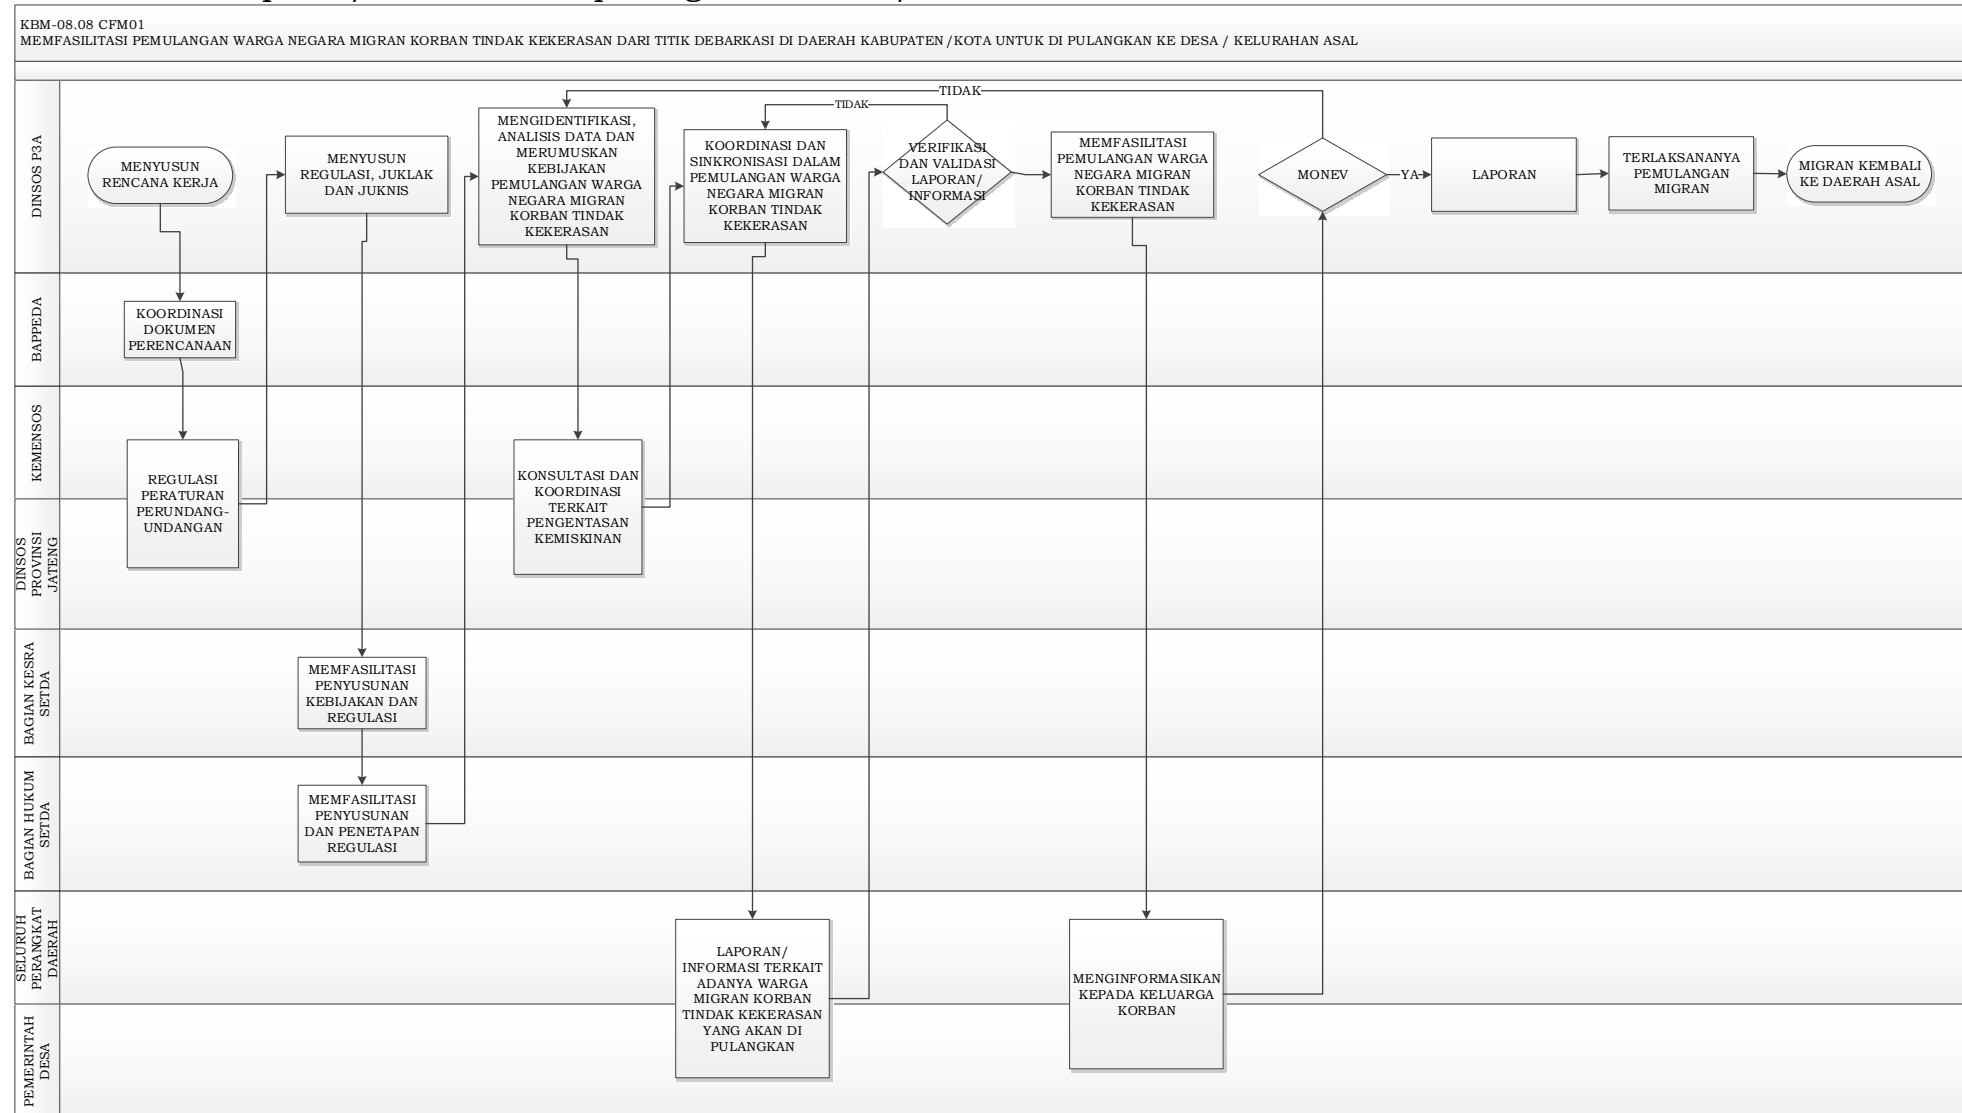 KBM-08.08 CFM01
MEMFASILITASI PEMULANGAN WARGA NEGARA MIGRAN KORBAN TINDAK KEKERASAN DARI TITIK DEBARKASI DI DAERAH KABUPATEN/KOTA UNTUK DI PULANGKAN KE DESA / KELURAHAN ASAL
DINSOS P3A
MENYUSUN
RENCANA KERJA
MENYUSUN
REGULASI, JUKLAK
DAN JUKNIS
MENGIDENTIFIKASI,
ANALISIS DATA DAN
MERUMUSKAN
KEBIJAKAN
PEMULANGAN WARGA
NEGARA MIGRAN
KORBAN TINDAK
KEKERASAN
TIDAK
TIDAK
KOORDINASI DAN
SINKRONISASI DALAM
PEMULANGAN WARGA
NEGARA MIGRAN
KORBAN TINDAK
KEKERASAN
VERIFIKASI
DAN VALIDASI
LAPORAN/
INFORMASI
MEMFASILITASI
PEMULANGAN WARGA
NEGARA MIGRAN
KORBAN TINDAK
KEKERASAN
MONEV
YA
LAPORAN
TERLAKSANANYA
PEMULANGAN
MIGRAN
MIGRAN KEMBALI
KE DAERAH ASAL
BAPPEDA
KOORDINASI
DOKUMEN
PERENCANAAN
KEMENSOS
REGULASI
PERATURAN
PERUNDANG-
UNDANGAN
KONSULTASI DAN
KOORDINASI
TERKAIT
PENGENTASAN
KEMISKINAN
DINSOS
PROVINSI
JATENG
BAGIAN KESRA
SETDA
MEMFASILITASI
PENYUSUNAN
KEBIJAKAN DAN
REGULASI
BAGIAN HUKUM
SETDA
MEMFASILITASI
PENYUSUNAN
DAN PENETAPAN
REGULASI
SELURUH
PERANGKAT
DAERAH
LAPORAN/
INFORMASI TERKAIT
ADANYA WARGA
MIGRAN KORBAN
TINDAK KEKERASAN
YANG AKAN DI
PULANGKAN
MENGINFORMASIKAN
KEPADA KELUARGA
KORBAN
PEMERINTAH
DESA